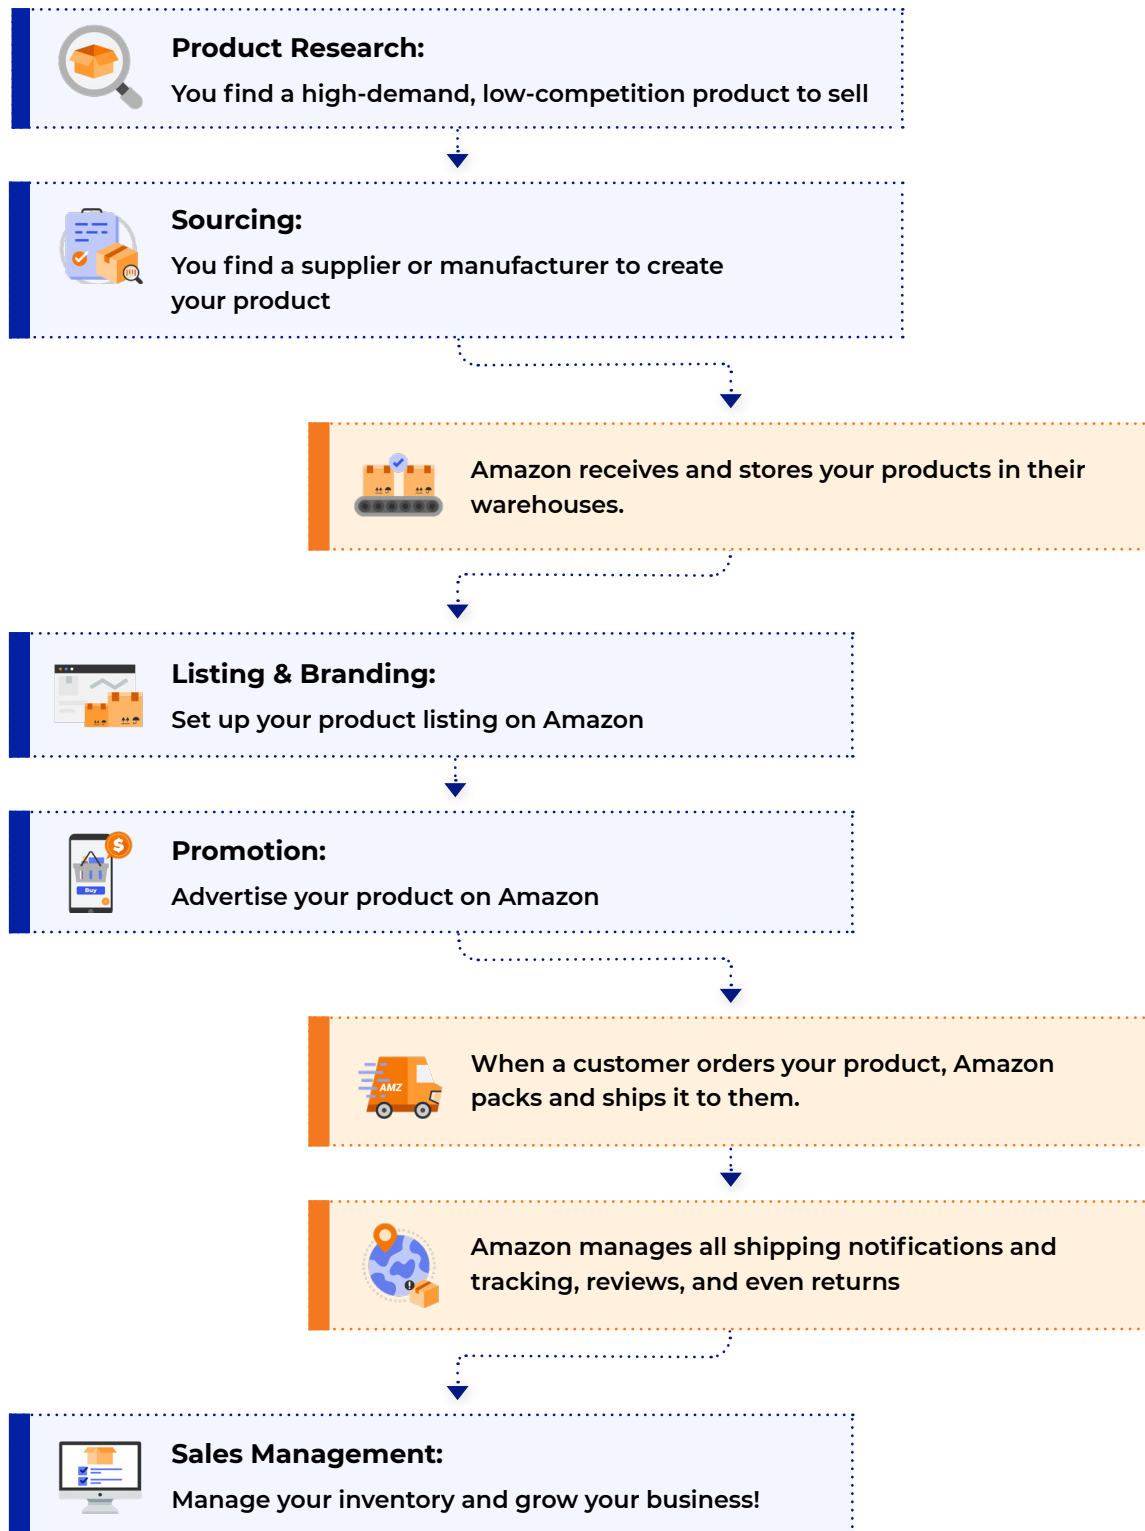 Product Research:
You find a high-demand, low-competition product to sell
Sourcing:
You find a supplier or manufacturer to create
your product
Amazon receives and stores your products in their
warehouses.
Listing & Branding:
Set up your product listing on Amazon
$
Promotion:
Buy
Advertise your product on Amazon
When a customer orders your product, Amazon
AMZ
packs and ships it to them.
Amazon manages all shipping notifications and
tracking, reviews, and even returns
Sales Management:
Manage your inventory and grow your business!